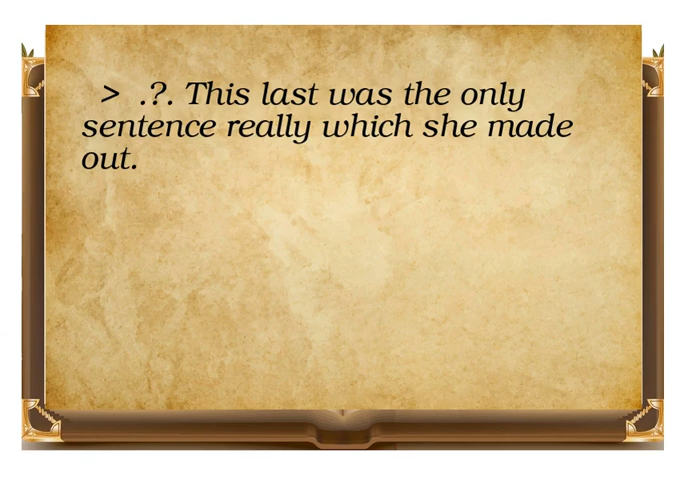 > .?. This last was the only
sentence really which she made
out.